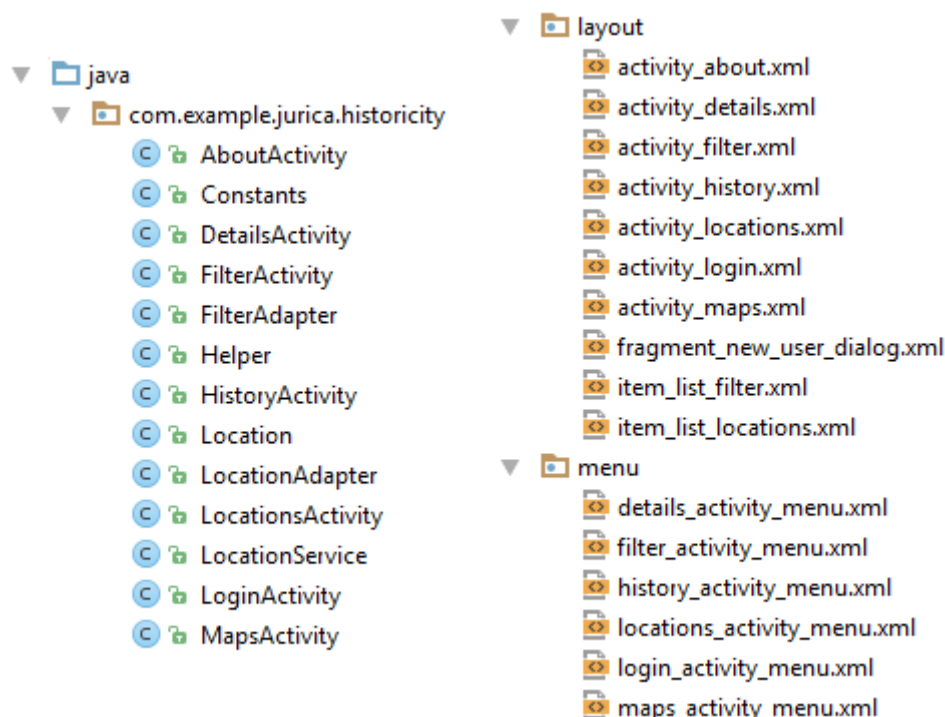 java
com.example.jurica.historicity
AboutActivity
Constants
DetailsActivity
FilterActivity
FilterAdapter
Helper
HistoryActivity
Location
LocationAdapter
LocationsActivity
LocationService
LoginActivity
MapsActivity
layout
activity_about.xml
activity_details.xml
activity_filter.xml
activity_history.xml
activity_locations.xml
activity_login.xml
activity_maps.xml
fragment_new_user_dialog.xml
item_list_filter.xml
item_list_locations.xml
menu
details_activity_menu.xml
filter_activity_menu.xml
history_activity_menu.xml
locations_activity_menu.xml
login_activity_menu.xml
maps_activity_menu.xml